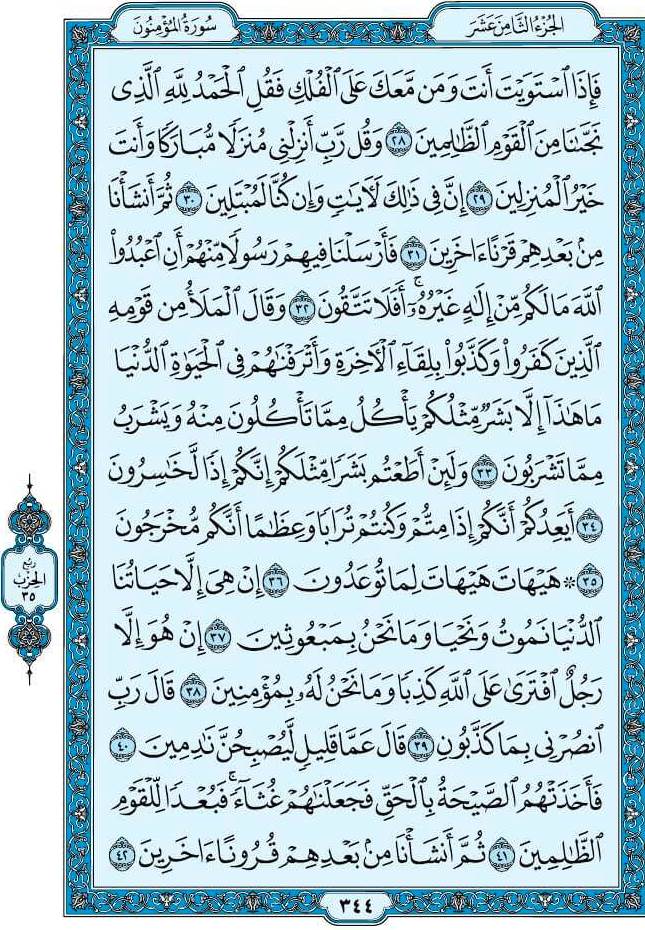 الجزء الثامن عشر
سورة المؤمنون
فَإِذَا ٱسْتَوَيْتَ أَنتَ وَمَن مَّعَكَ عَلَى ٱلْفُلْكِ فَقُلِ ٱلْحَمْدُ لِلَّهِ ٱلَّذِى
نَجَّىٰنَا مِنَ ٱلْقَوْمِ ٱلظَّـٰلِمِينَ ٢٨ وَقُل رَّبِّ أَنزِلْنِى مُنزَلًا مُّبَارَكًا وَأَنتَ
خَيْرُ ٱلْمُنزِلِينَ ٢٩ إِنَّ فِى ذَٰلِكَ لَـَٔايَـٰتٍ وَإِن كُنَّا لَمُبْتَلِينَ ٣٠ ثُمَّ أَنشَأْنَا
مِنۢ بَعْدِهِمْ قَرْنًا ءَاخَرِينَ ٣١ فَأَرْسَلْنَا فِيهِمْ رَسُولًا مِّنْهُمْ أَنِ ٱعْبُدُوا۟
ٱللَّهَ مَا لَكُم مِّنْ إِلَـٰهٍ غَيْرُهُۥٓ ۚ أَفَلَا تَتَّقُونَ ٣٢ وَقَالَ ٱلْمَلَأُ مِن قَوْمِهِ
ٱلَّذِينَ كَفَرُوا۟ وَكَذَّبُوا۟ بِلِقَآءِ ٱلْـَٔاخِرَةِ وَأَتْرَفْنَـٰهُمْ فِى ٱلْحَيَوٰةِ ٱلدُّنْيَا
مَا هَـٰذَآ إِلَّا بَشَرٌ مِّثْلُكُمْ يَأْكُلُ مِمَّا تَأْكُلُونَ مِنْهُ وَيَشْرَبُ
مِمَّا تَشْرَبُونَ ٣٣ وَلَئِنْ أَطَعْتُم بَشَرًا مِّثْلَكُمْ إِنَّكُمْ إِذًا لَّخَـٰسِرُونَ
٣٤ أَيَعِدُكُمْ أَنَّكُمْ إِذَا مِتُّمْ وَكُنتُمْ تُرَابًا وَعِظَـٰمًا أَنَّكُم مُّخْرَجُونَ
٣٥ ۞ هَيْهَاتَ هَيْهَاتَ لِمَا تُوعَدُونَ ٣٦ إِنْ هِىَ إِلَّا حَيَاتُنَا
ٱلدُّنْيَا نَمُوتُ وَنَحْيَا وَمَا نَحْنُ بِمَبْعُوثِينَ ٣٧ إِنْ هُوَ إِلَّا
رَجُلٌ ٱفْتَرَىٰ عَلَى ٱللَّهِ كَذِبًا وَمَا نَحْنُ لَهُۥ بِمُؤْمِنِينَ ٣٨ قَالَ رَبِّ
ٱنصُرْنِى بِمَا كَذَّبُونِ ٣٩ قَالَ عَمَّا قَلِيلٍ لَّيُصْبِحُنَّ نَـٰدِمِينَ ٤٠
فَأَخَذَتْهُمُ ٱلصَّيْحَةُ بِٱلْحَقِّ فَجَعَلْنَـٰهُمْ غُثَآءً ۚ فَبُعْدًا لِّلْقَوْمِ
ٱلظَّـٰلِمِينَ ٤١ ثُمَّ أَنشَأْنَا مِنۢ بَعْدِهِمْ قُرُونًا ءَاخَرِينَ ٤٢
ربع
الحزب
٣٥
٣٤٤